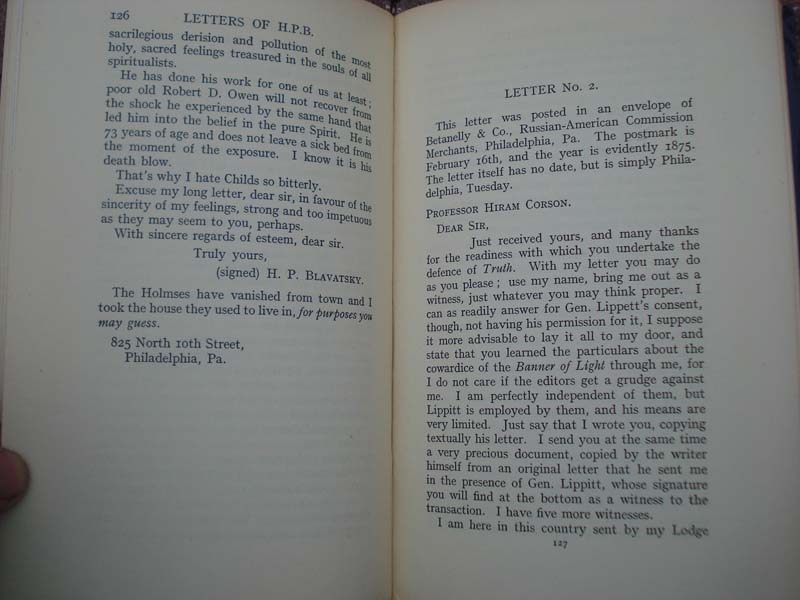 126 LETTERS OF H.P.B.
sacrilegious derision and pollution of the most
holy, sacred feelings treasured in the souls of all
spiritualists.
He has done his work for one of us at least;
poor old Robert D. Owen will not recover from
the shock he experienced by the same hand that
led him into the belief in the pure Spirit. He is
73 years of age and does not leave a sick bed from
the moment of the exposure. I know it is his
death blow.
That's why I hate Childs so bitterly.
Excuse my long letter, dear sir, in favour of the
sincerity of my feelings, strong and too impetuous
as they may seem to you, perhaps.
With sincere regards of esteem, dear sir.
Truly yours,
(signed) H. P. BLAVATSKY.
The Holmses have vanished from town and I
took the house they used to live in, for purposes you
may guess.
825 North 10th Street,
Philadelphia, Pa.
LETTER No. 2.
This letter was posted in an envelope of
Betanelly & Co., Russian-American Commission
Merchants, Philadelphia, Pa. The postmark is
February 16th, and the year is evidently 1875.
The letter itself has no date, but is simply Phila-
delphia, Tuesday.
PROFESSOR HIRAM CORSON.
DEAR SIR,
Just received yours, and many thanks
for the readiness with which you undertake the
defence of Truth. With my letter you may do
as you please; use my name, bring me out as a
witness, just whatever you may think proper. I
can as readily answer for Gen. Lippett's consent,
though, not having his permission for it, I suppose
it more advisable to lay it all to my door, and
state that you learned the particulars about the
cowardice of the Banner of Light through me, for
I do not care if the editors get a grudge against
me. I am perfectly independent of them, but
Lippitt is employed by them, and his means are
very limited. Just say that I wrote you, copying
textually his letter. I send you at the same time
a very precious document, copied by the writer
himself from an original letter that he sent me
in the presence of Gen. Lippitt, whose signature
you will find at the bottom as a witness to the
transaction. I have five more witnesses.
I am here in this country sent by my Lodge
127